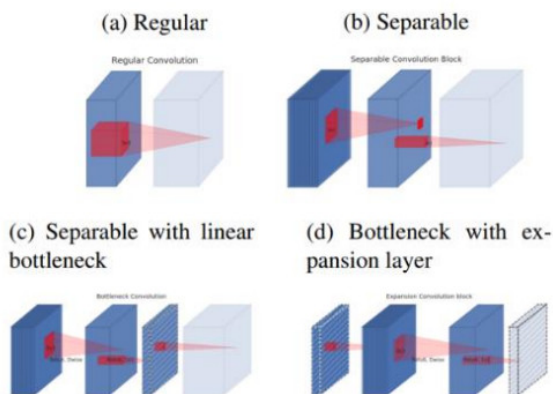 (a) Regular
(b) Separable
Regular Convolution
Separable Convolution Block
(c) Separable with linear
bottleneck
(d) Bottleneck with ex-
pansion layer
Bottleneck Convolution
Expansion Convolution block